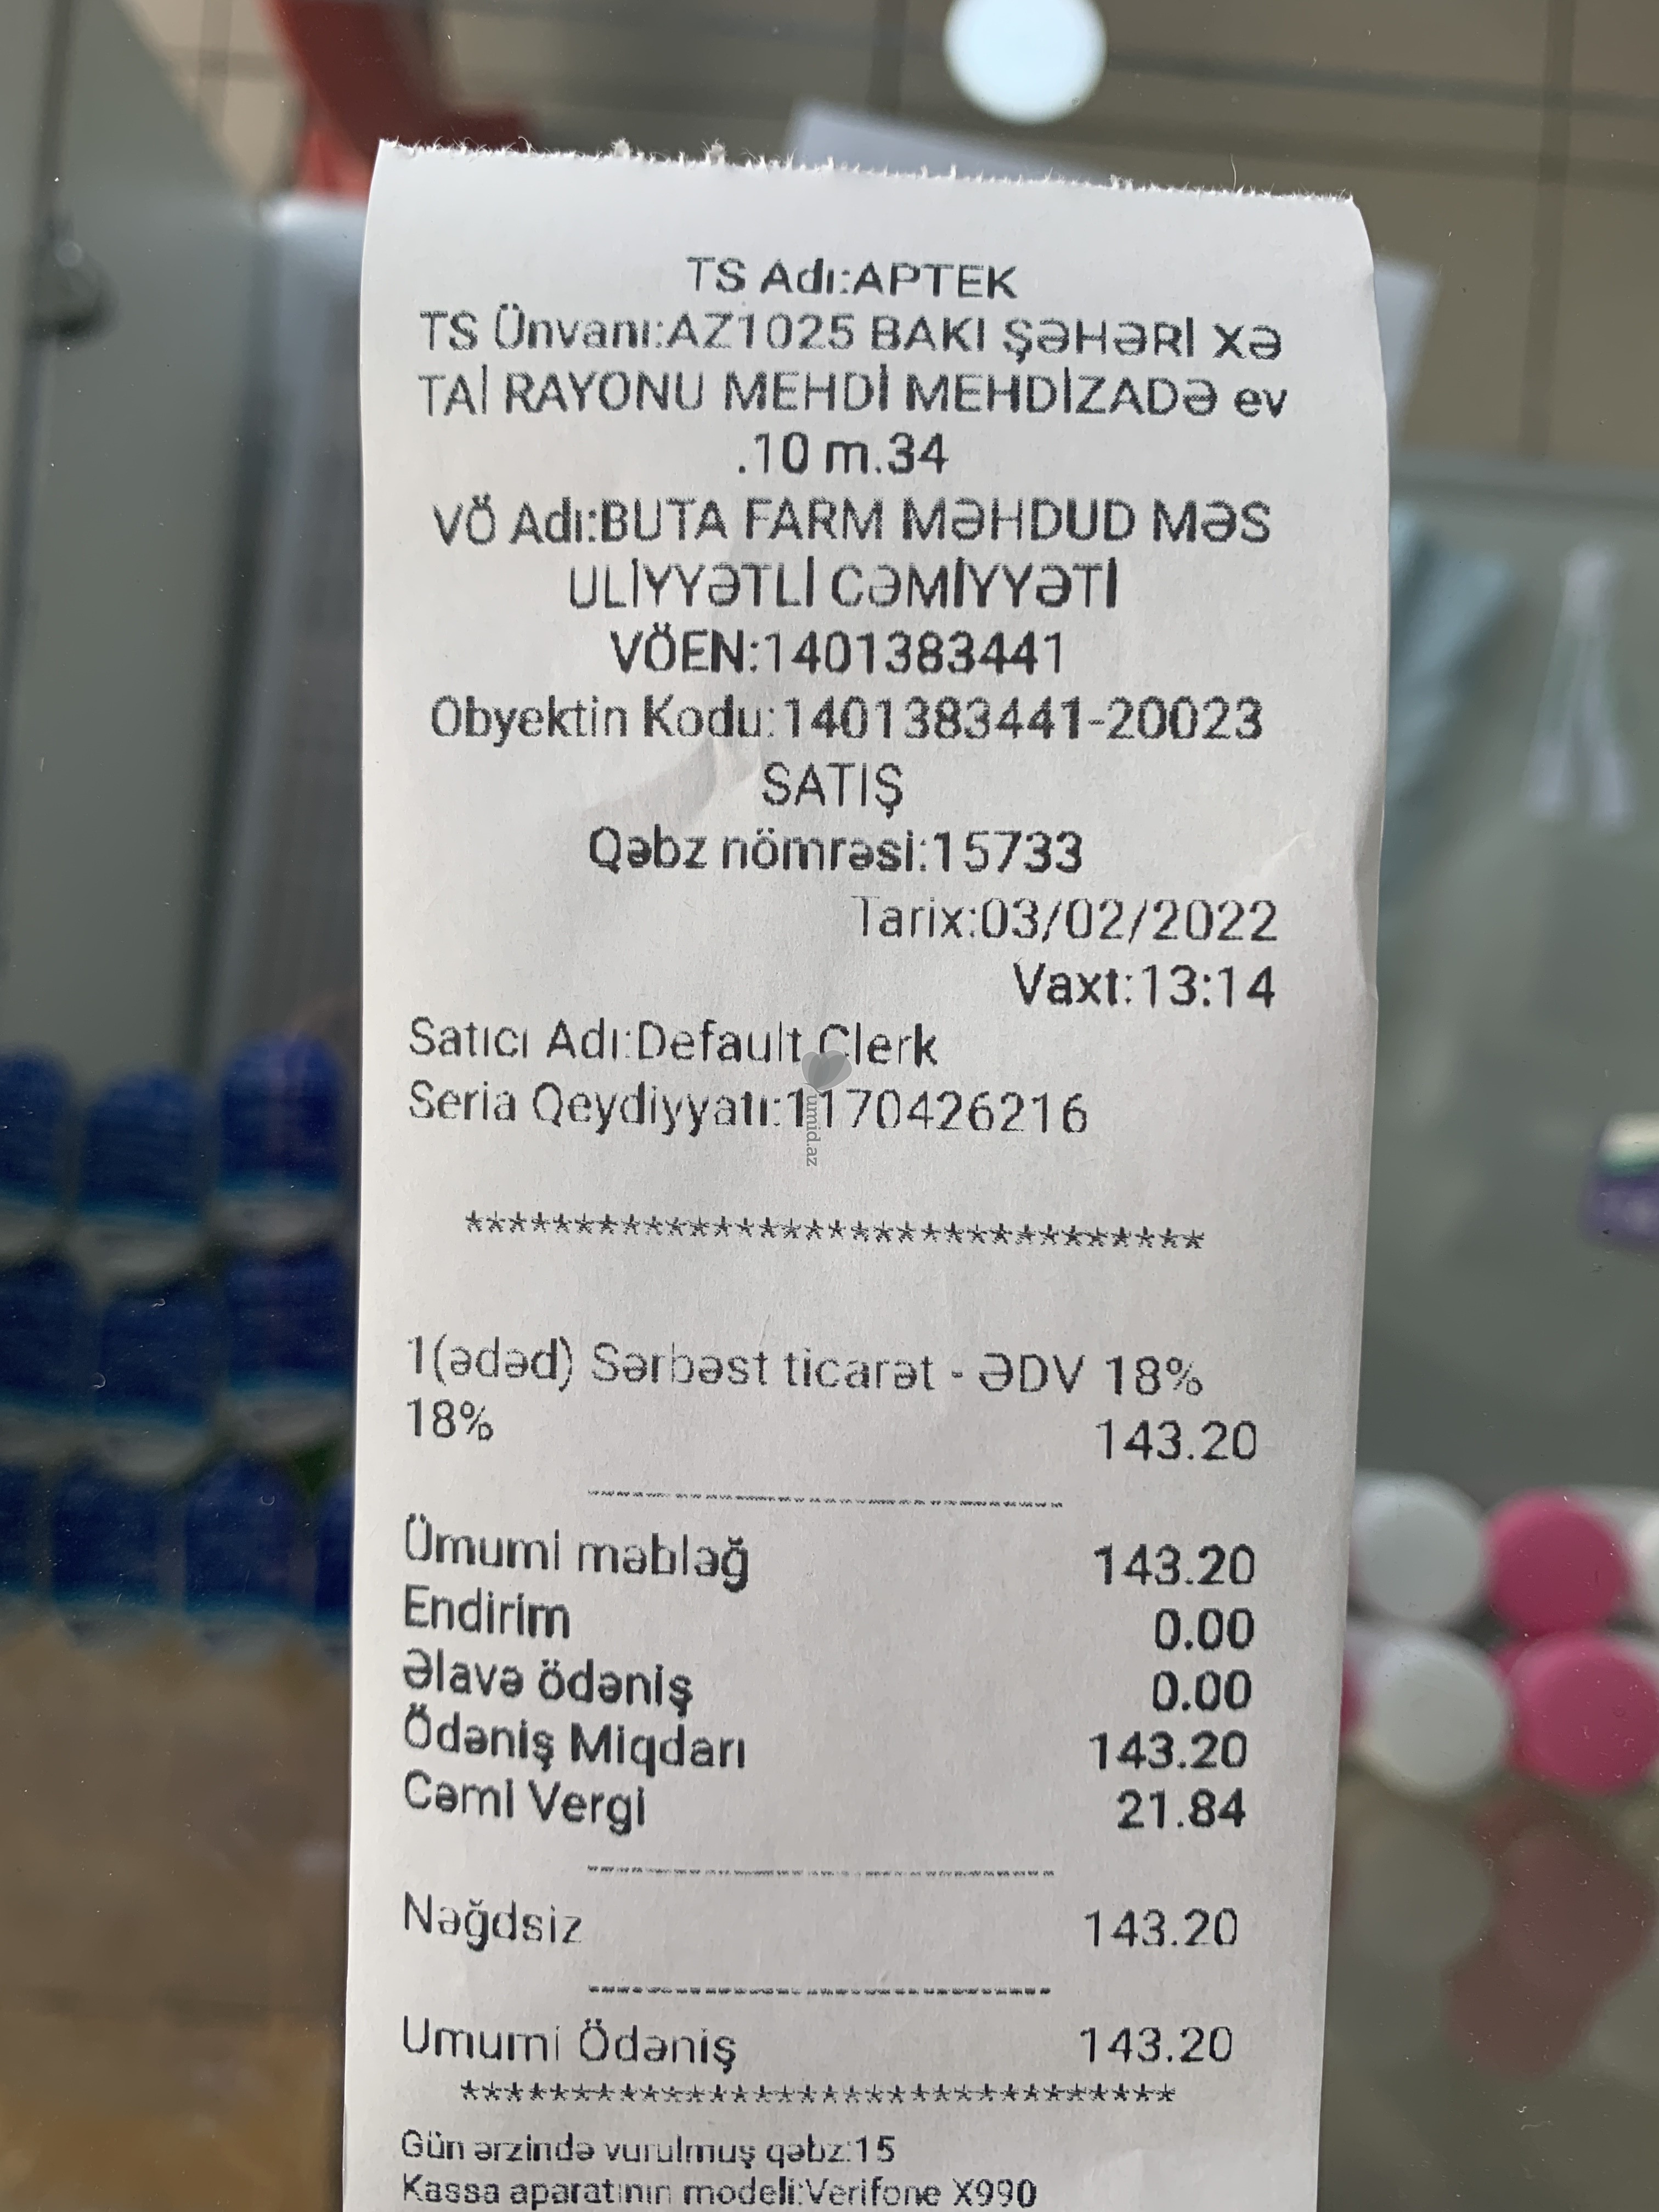 TS Adı:APTEK
TS Ünvanı:AZ1025 BAKI ŞƏHƏRİ XƏ
TAİ RAYONU MEHDİ MEHDİZADƏ ev
.10 m.34
VÖ Adı:BUTA FARM MƏHDUD MƏS
ULİYYƏTLİ CƏMİYYƏTİ
VÖEN:1401383441
Obyektin Kodu:1401383441-20023
SATIŞ
Qəbz nömrəsi:15733
Tarix:03/02/2022
Vaxt:13:14
Satıcı Adı:Default Clerk
Seria Qeydiyyatı:1170426216
umid.az
********************************
1(ədəd) Sərbəst ticarət - ƏDV 18%
18% 143.20
Ümumi məbləğ 143.20
Endirim 0.00
Əlavə ödəniş 0.00
Ödəniş Miqdarı 143.20
Cəmi Vergi 21.84
Nəğdsiz 143.20
Umumi Ödəniş 143.20
********************************
Gün ərzində vurulmuş qəbz:15
Kassa aparatının modeli:Verifone X990